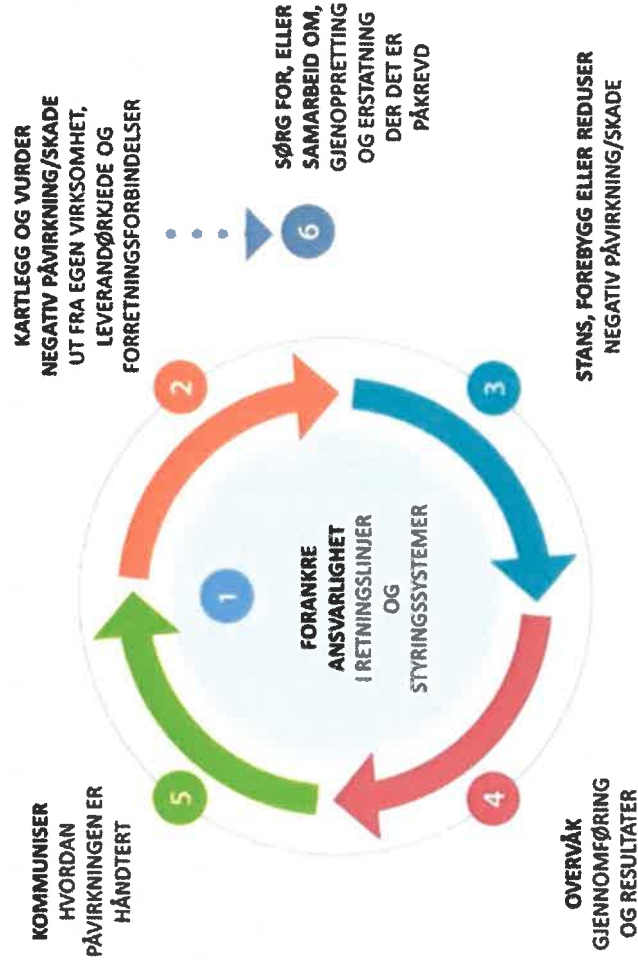 1
FORANKRE
ANSVARLIGHET
I RETNINGSLINJER
OG
STYRINGSSYSTEMER
2
KARTLEGG OG VURDER
NEGATIV PÅVIRKNING/SKADE
UT FRA EGEN VIRKSOMHET,
LEVERANDØRKJEDE OG
FORRETNINGSFORBINDELSER
3
STANS, FOREBYGG ELLER REDUSER
NEGATIV PÅVIRKNING/SKADE
4
OVERVÅK
GJENNOMFØRING
OG RESULTATER
5
KOMMUNISER
HVORDAN
PÅVIRKNINGEN ER
HÅNDTERT
6
SØRG FOR, ELLER
SAMARBEID OM,
GJENOPPRETTING
OG ERSTATNING
DER DET ER
PÅKREVD